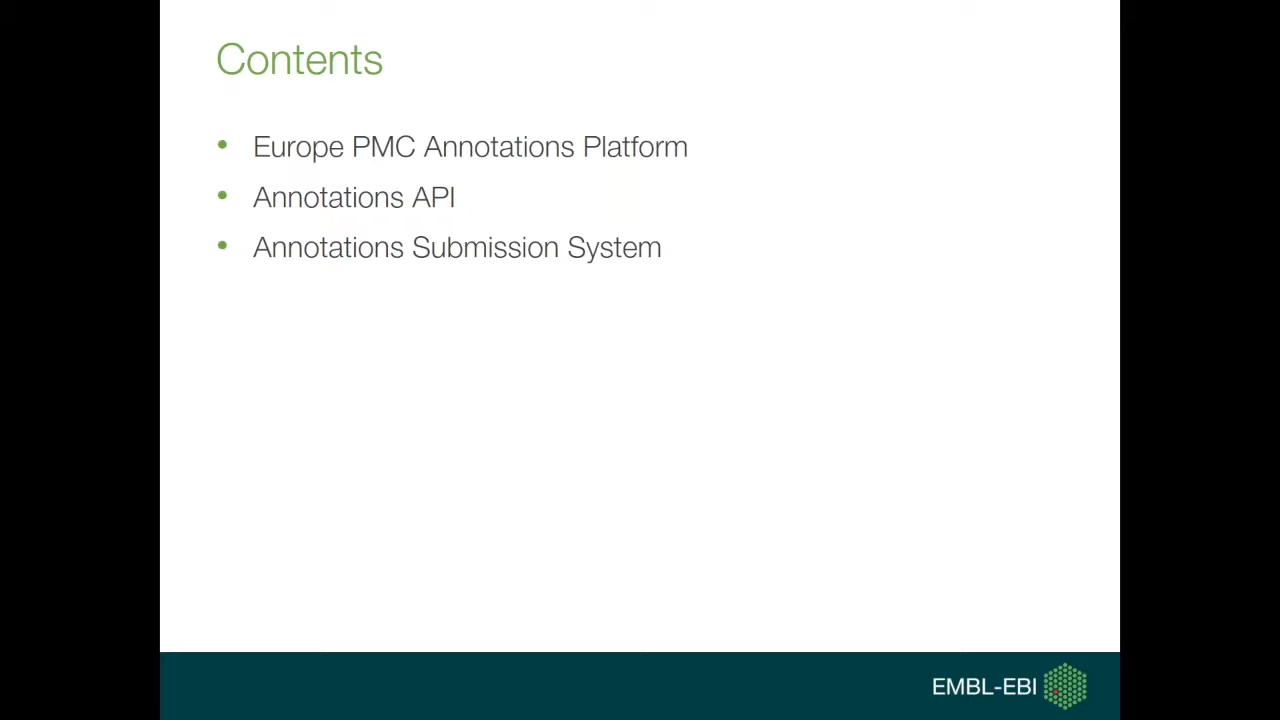 Contents
• Europe PMC Annotations Platform
• Annotations API
• Annotations Submission System
EMBL-EBI